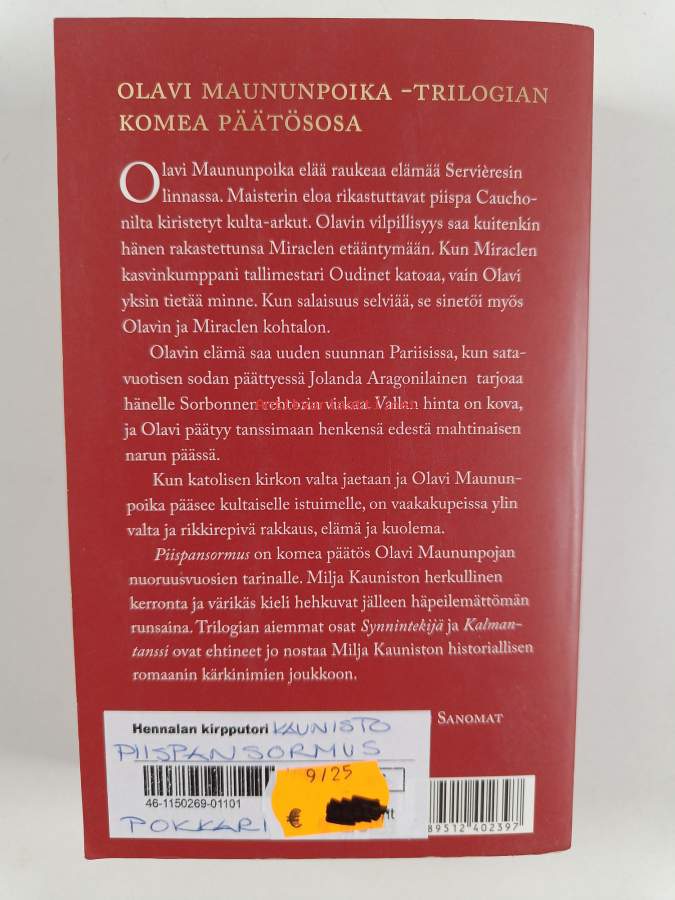 OLAVI MAUNUNPOIKA -TRILOGIAN
KOMEA PÄÄTÖSOSA
Olavi Maununpoika elää raukeaa elämää Servièresin
linnassa. Maisterin eloa rikastuttavat piispa Caucho-
nilta kiristetyt kulta-arkut. Olavin vilpillisyys saa kuitenkin
hänen rakastettunsa Miraclen etääntymään. Kun Miraclen
kasvinkumppani tallimestari Oudinet katoaa, vain Olavi
yksin tietää minne. Kun salaisuus selviää, se sinetöi myös
Olavin ja Miraclen kohtalon.
Olavin elämä saa uuden suunnan Pariisissa, kun sata-
vuotisen sodan päättyessä Jolanda Aragonilainen tarjoaa
hänelle Sorbonnen rehtorin virkaa. Vallan hinta on kova,
ja Olavi päätyy tanssimaan henkensä edestä mahtinaisen
narun päässä.
Kun katolisen kirkon valta jaetaan ja Olavi Maunun-
poika pääsee kultaiselle istuimelle, on vaakakupeissa ylin
valta ja rikkirepivä rakkaus, elämä ja kuolema.
Piispansormus on komea päätös Olavi Maununpojan
nuoruusvuosien tarinalle. Milja Kauniston herkullinen
kerronta ja värikäs kieli hehkuvat jälleen häpeilemättömän
runsaina. Trilogian aiemmat osat Synnintekijä ja Kalman-
tanssi ovat ehtineet jo nostaa Milja Kauniston historiallisen
romaanin kärkinimien joukkoon.
SANOMAT
Hennalan kirpputori KAUNISTO
PIISPANSORMUS
9/25
46-1150269-01101
€
POKKARI
89512 402397